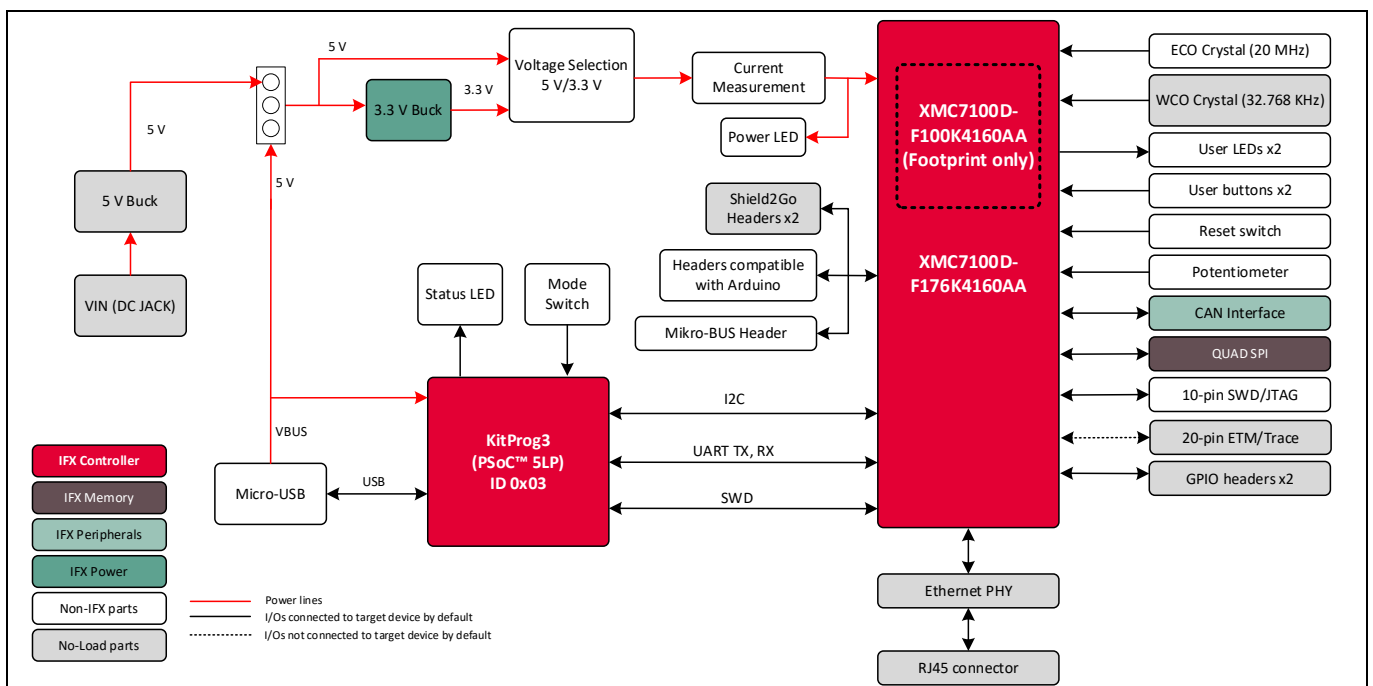 5 V
5 V
5 V
3.3 V Buck
3.3 V
Voltage Selection
5 V/3.3 V
Current
Measurement
Power LED
5 V Buck
VIN (DC JACK)
Shield2Go
Headers x2
Headers compatible
with Arduino
Mikro-BUS Header
Status LED
Mode
Switch
XMC7100D-
F100K4160AA
(Footprint only)
XMC7100D-
F176K4160AA
ECO Crystal (20 MHz)
WCO Crystal (32.768 KHz)
User LEDs x2
User buttons x2
Reset switch
Potentiometer
CAN Interface
QUAD SPI
10-pin SWD/JTAG
20-pin ETM/Trace
GPIO headers x2
VBUS
Micro-USB
USB
KitProg3
(PSoC™ 5LP)
ID 0x03
I2C
UART TX, RX
SWD
Ethernet PHY
RJ45 connector
IFX Controller
IFX Memory
IFX Peripherals
IFX Power
Non-IFX parts
No-Load parts
Power lines
I/Os connected to target device by default
I/Os not connected to target device by default